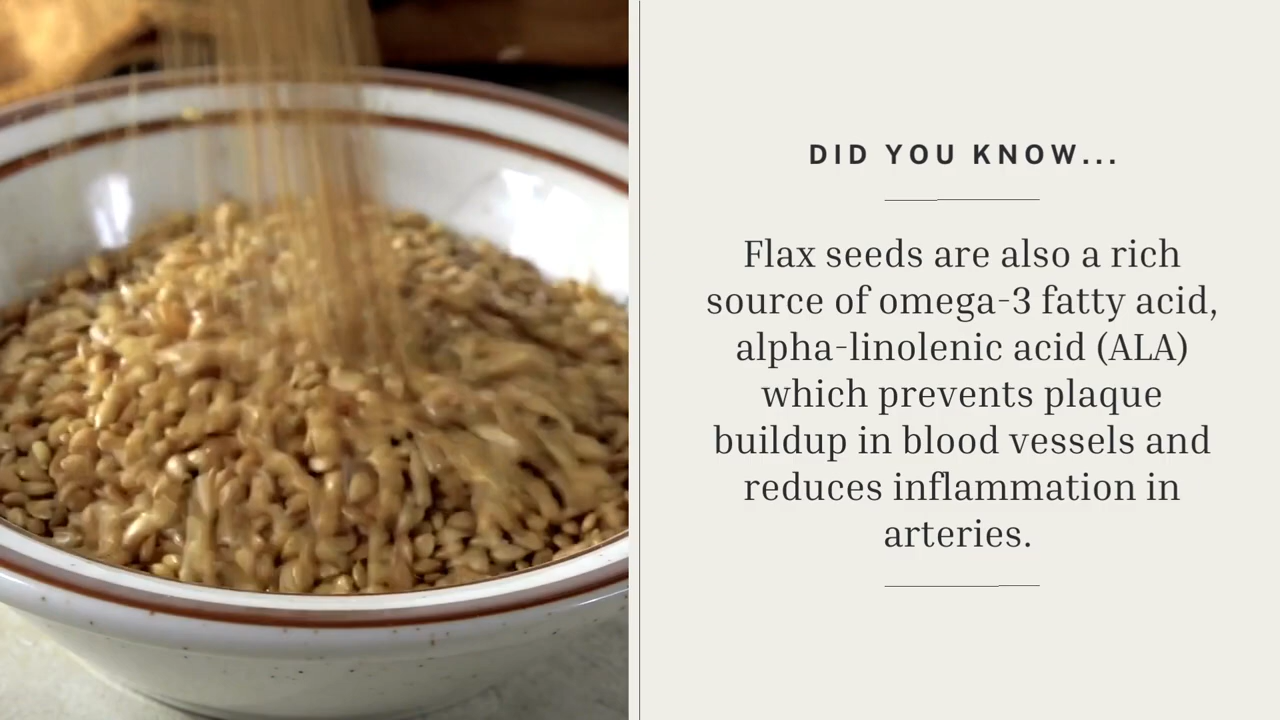 DID YOU KNOW...
Flax seeds are also a rich
source of omega-3 fatty acid,
alpha-linolenic acid (ALA)
which prevents plaque
buildup in blood vessels and
reduces inflammation in
arteries.